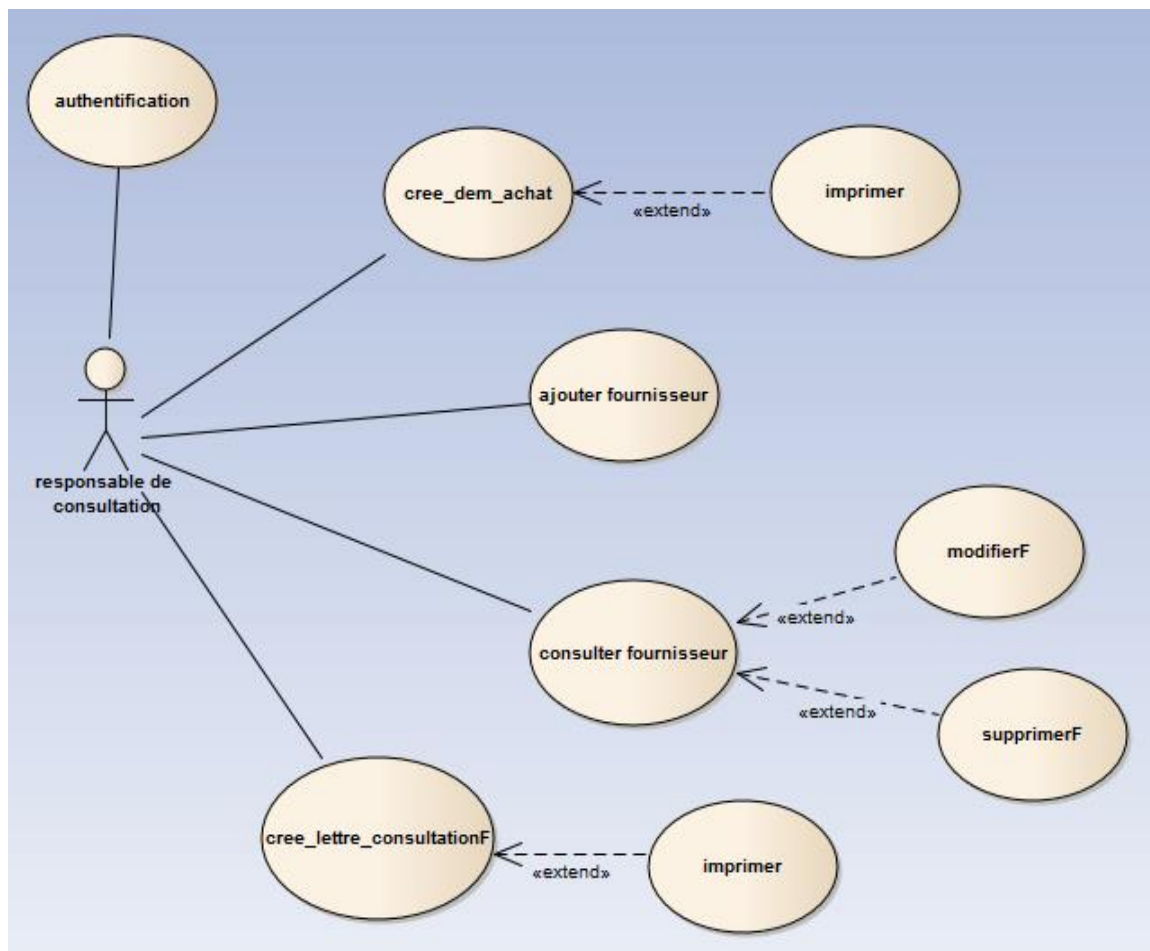 authentification
cree_dem_achat
imprimer
«extend»
ajouter fournisseur
responsable de
consultation
modifierF
«extend»
consulter fournisseur
«extend»
supprimerF
cree_lettre_consultationF
imprimer
«extend»